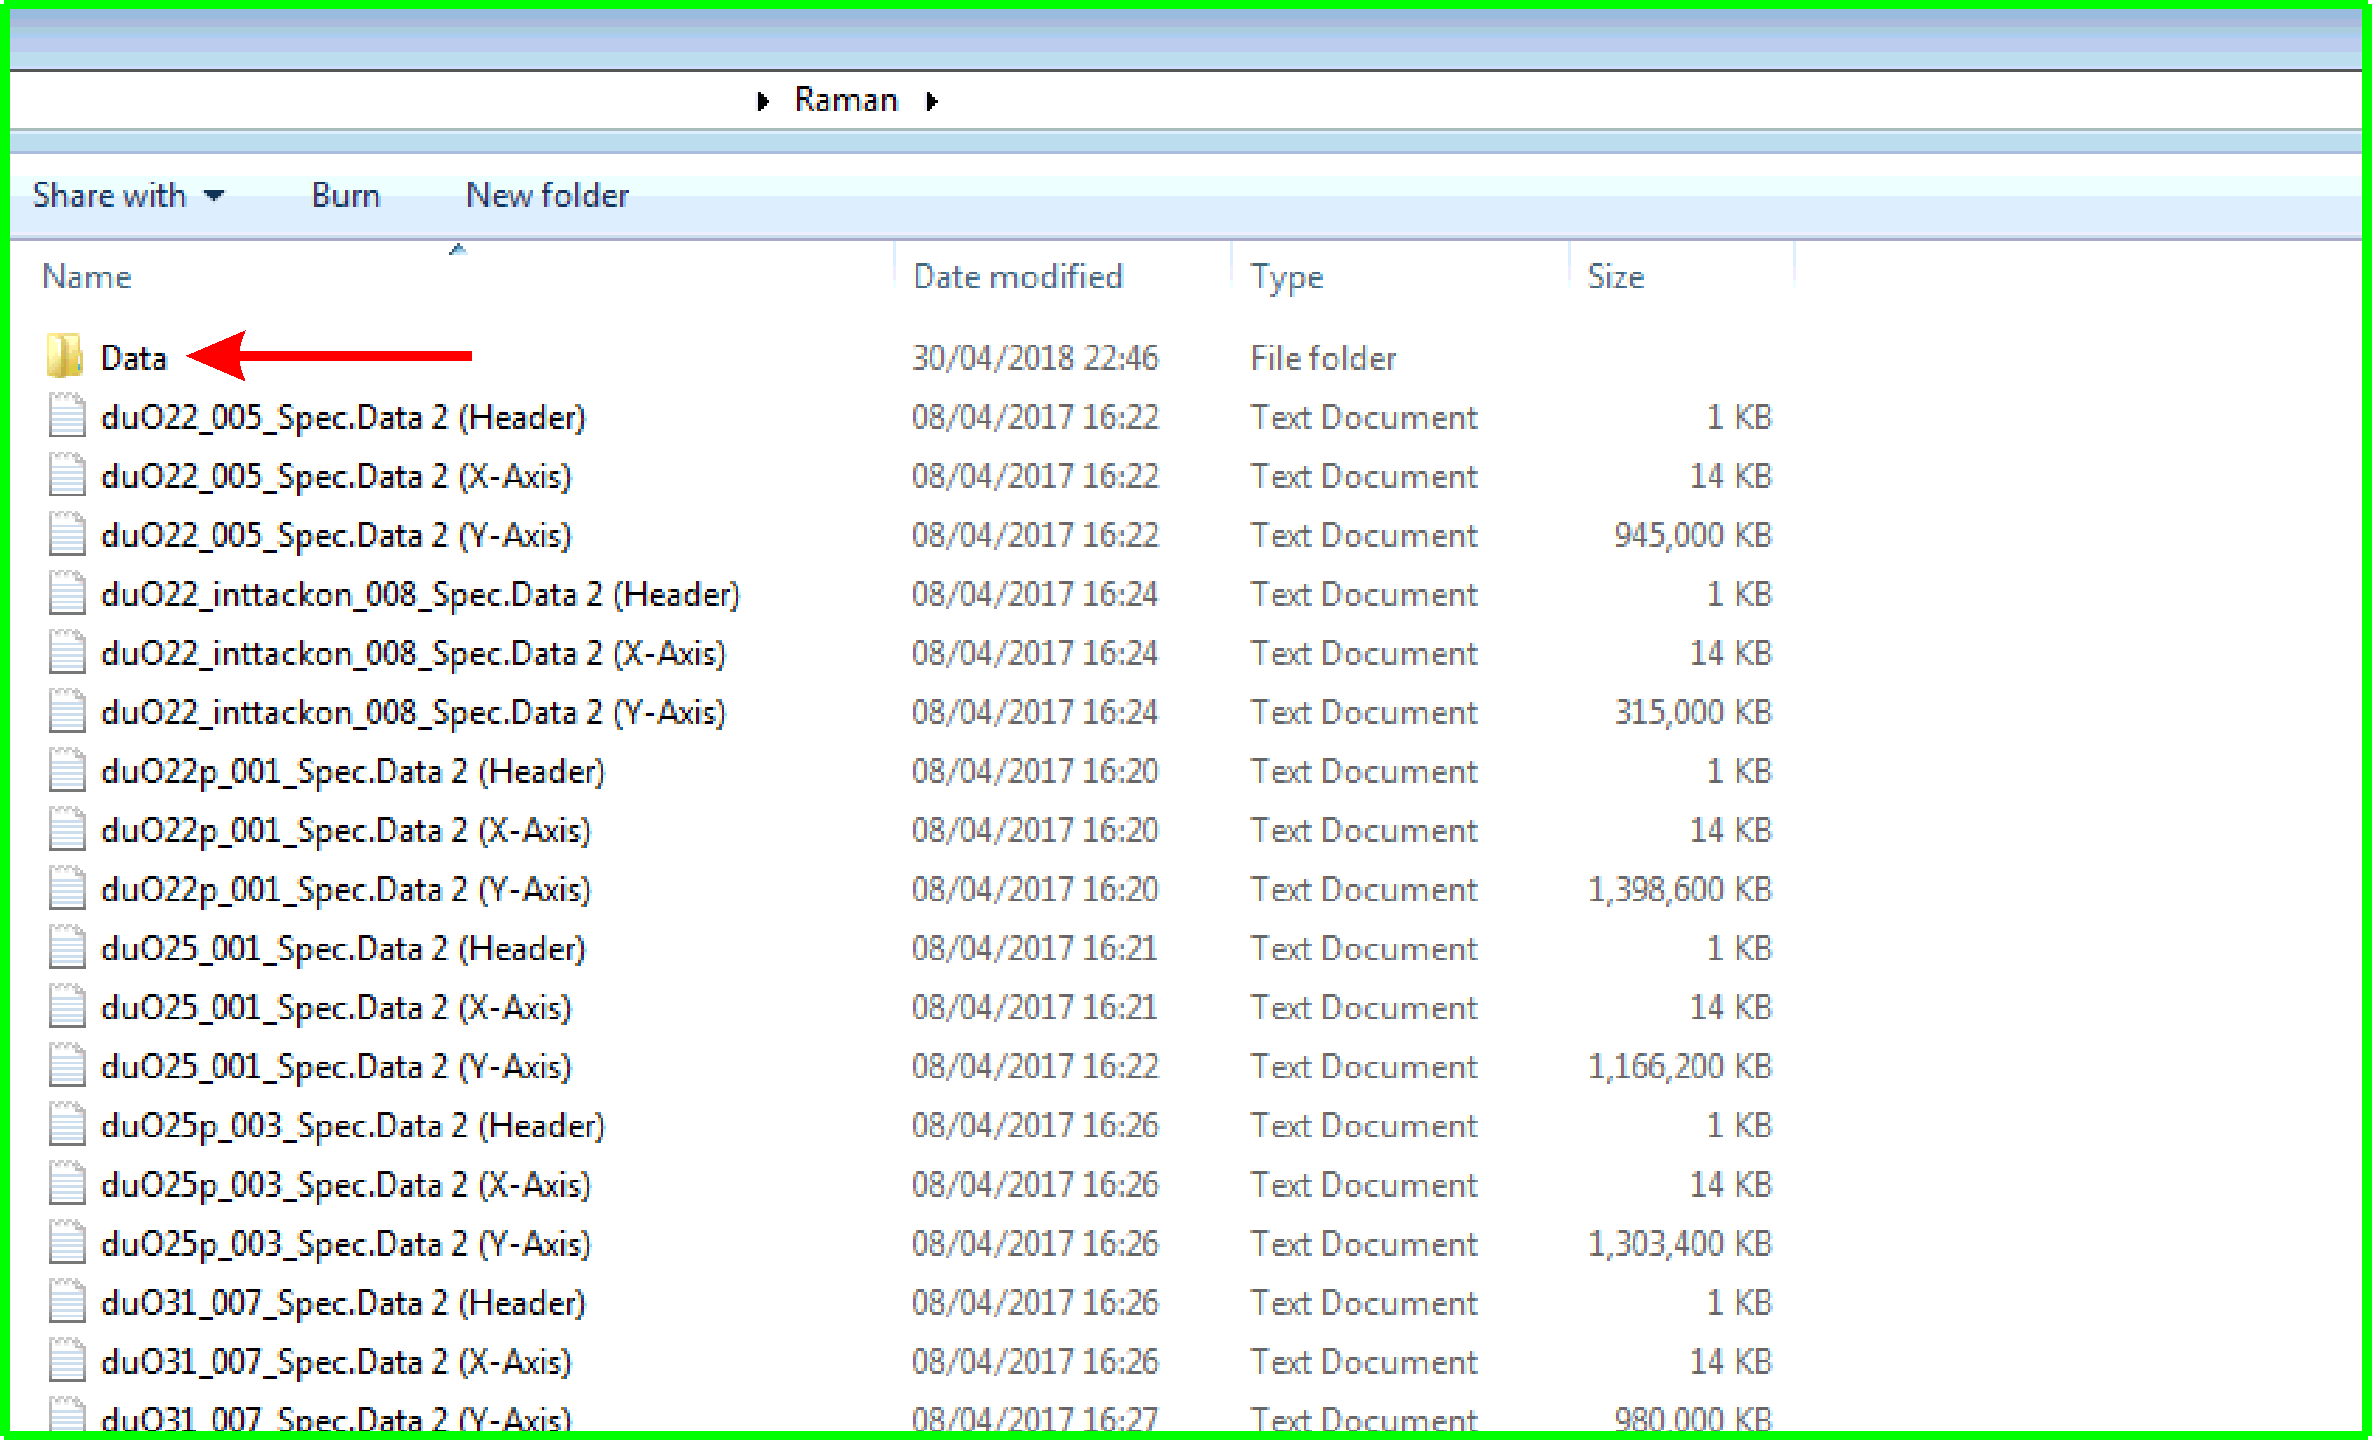 Raman
Share with Burn New folder
Name Date modified Type Size
Data 30/04/2018 22:46 File folder
duO22_005_Spec.Data 2 (Header) 08/04/2017 16:22 Text Document 1 KB
duO22_005_Spec.Data 2 (X-Axis) 08/04/2017 16:22 Text Document 14 KB
duO22_005_Spec.Data 2 (Y-Axis) 08/04/2017 16:22 Text Document 945,000 KB
duO22_inttackon_008_Spec.Data 2 (Header) 08/04/2017 16:24 Text Document 1 KB
duO22_inttackon_008_Spec.Data 2 (X-Axis) 08/04/2017 16:24 Text Document 14 KB
duO22_inttackon_008_Spec.Data 2 (Y-Axis) 08/04/2017 16:24 Text Document 315,000 KB
duO22p_001_Spec.Data 2 (Header) 08/04/2017 16:20 Text Document 1 KB
duO22p_001_Spec.Data 2 (X-Axis) 08/04/2017 16:20 Text Document 14 KB
duO22p_001_Spec.Data 2 (Y-Axis) 08/04/2017 16:20 Text Document 1,398,600 KB
duO25_001_Spec.Data 2 (Header) 08/04/2017 16:21 Text Document 1 KB
duO25_001_Spec.Data 2 (X-Axis) 08/04/2017 16:21 Text Document 14 KB
duO25_001_Spec.Data 2 (Y-Axis) 08/04/2017 16:22 Text Document 1,166,200 KB
duO25p_003_Spec.Data 2 (Header) 08/04/2017 16:26 Text Document 1 KB
duO25p_003_Spec.Data 2 (X-Axis) 08/04/2017 16:26 Text Document 14 KB
duO25p_003_Spec.Data 2 (Y-Axis) 08/04/2017 16:26 Text Document 1,303,400 KB
duO31_007_Spec.Data 2 (Header) 08/04/2017 16:26 Text Document 1 KB
duO31_007_Spec.Data 2 (X-Axis) 08/04/2017 16:26 Text Document 14 KB
duO31_007_Spec.Data 2 (Y-Axis) 08/04/2017 16:27 Text Document 980,000 KB